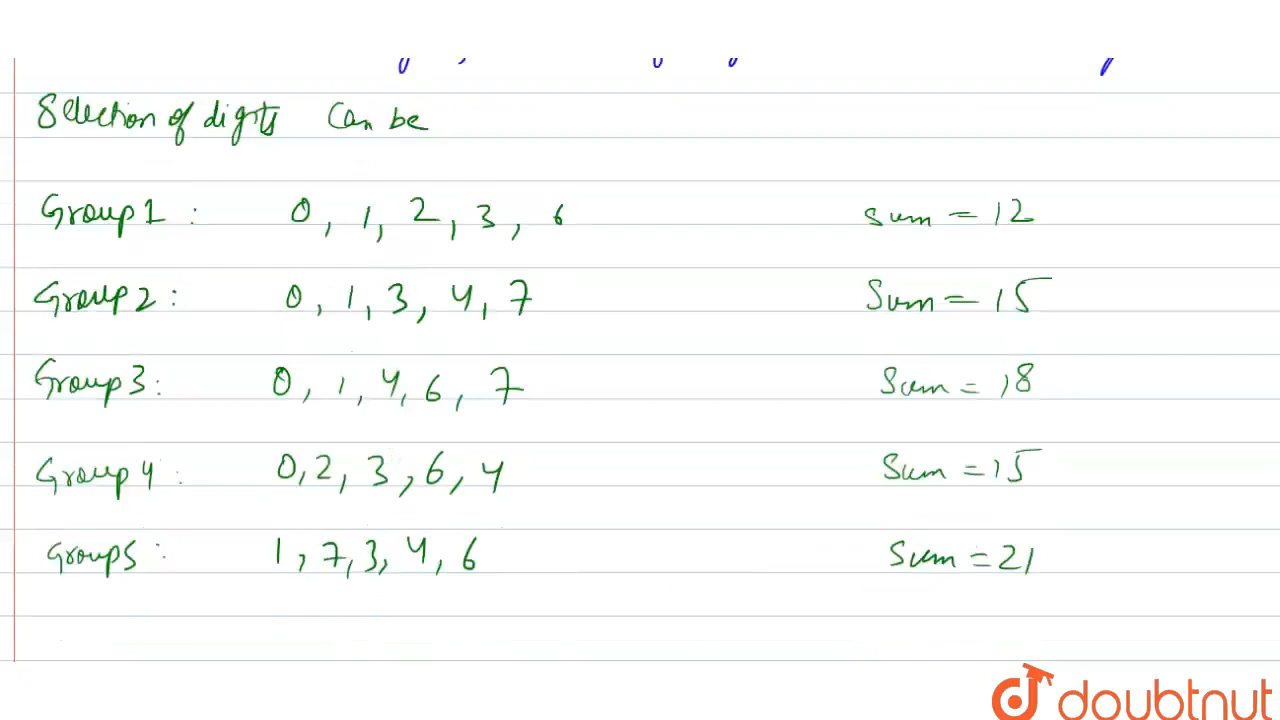 Selection of digits can be
Group 1 : 0, 1, 2, 3, 6 sum = 12
Group 2 : 0, 1, 3, 4, 7 Sum = 15
Group 3 : 0, 1, 4, 6, 7 Sum = 18
Group 4 : 0, 2, 3, 6, 4 Sum = 15
Group 5 : 1, 7, 3, 4, 6 Sum = 21
doubtnut